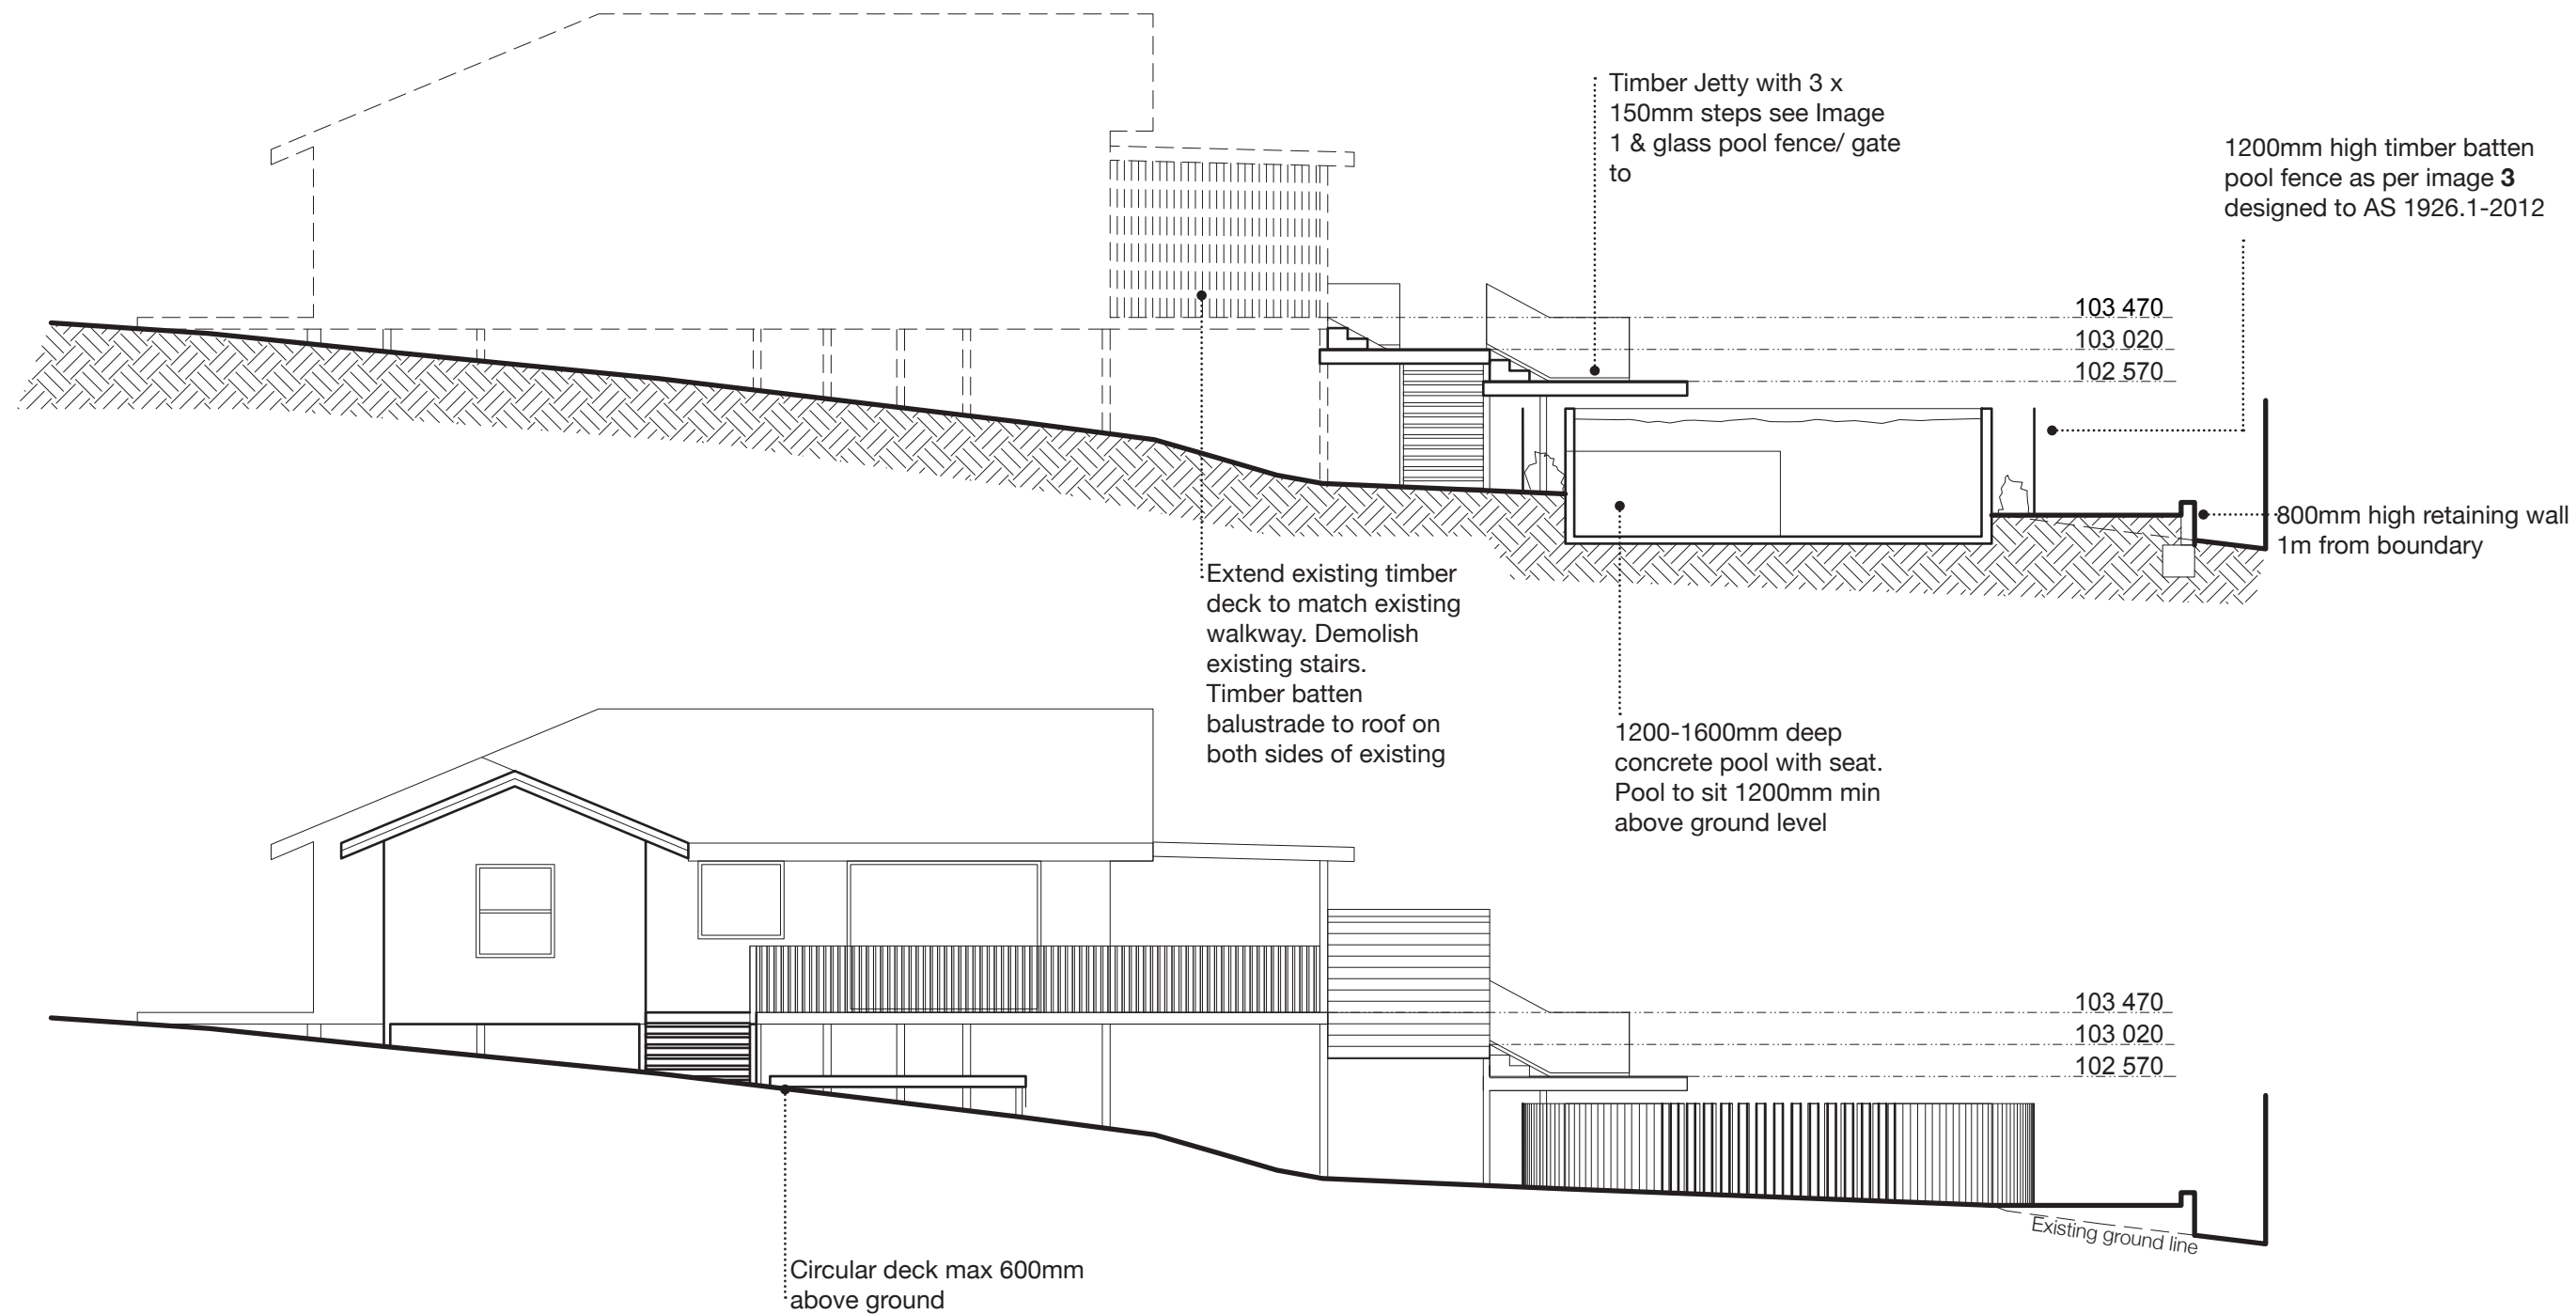 Timber Jetty with 3 x
150mm steps see Image
1 & glass pool fence/ gate
to
1200mm high timber batten
pool fence as per image 3
designed to AS 1926.1-2012
103 470
103 020
102 570
800mm high retaining wall
1m from boundary
Extend existing timber
deck to match existing
walkway. Demolish
existing stairs.
Timber batten
balustrade to roof on
both sides of existing
1200-1600mm deep
concrete pool with seat.
Pool to sit 1200mm min
above ground level
103 470
103 020
102 570
Existing ground line
Circular deck max 600mm
above ground